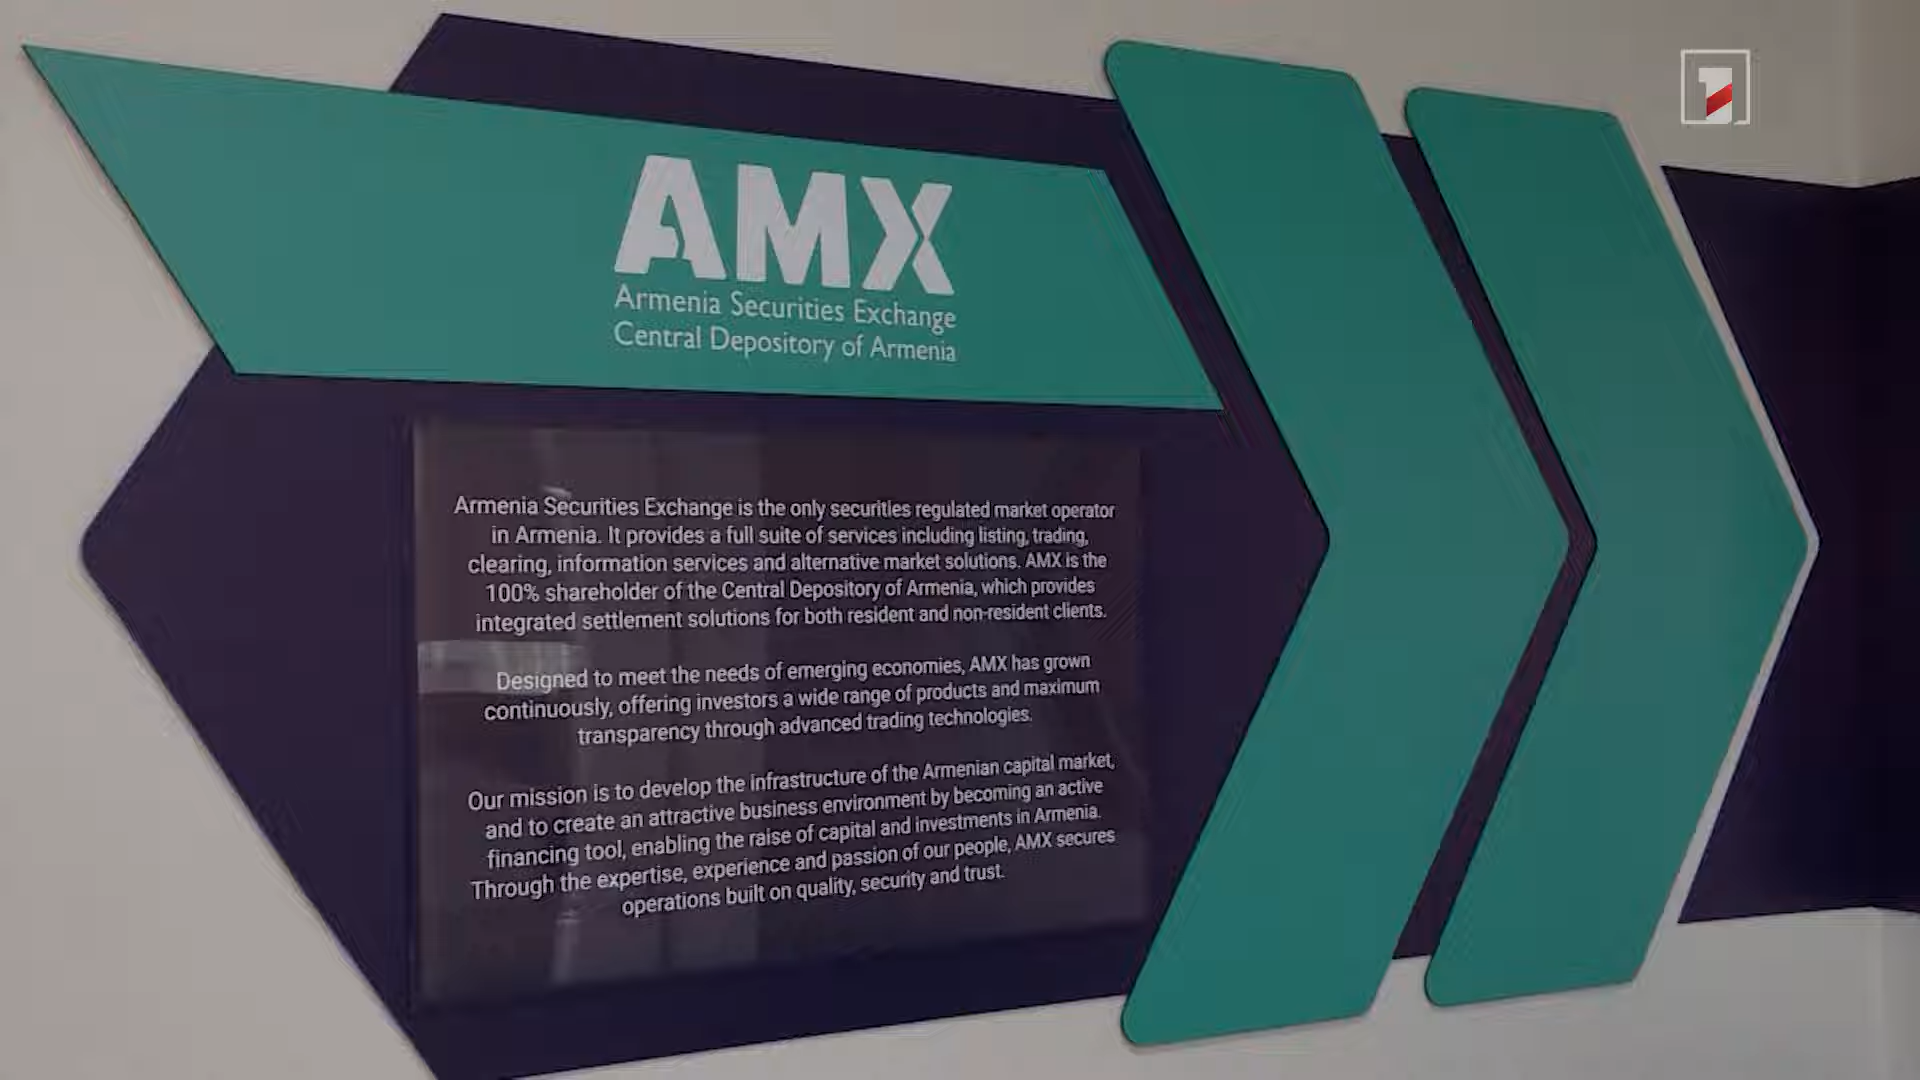 AMX
Armenia Securities Exchange
Central Depository of Armenia
Armenia Securities Exchange is the only securities regulated market operator
in Armenia. It provides a full suite of services including listing, trading,
clearing, information services and alternative market solutions. AMX is the
100% shareholder of the Central Depository of Armenia, which provides
integrated settlement solutions for both resident and non-resident clients.
Designed to meet the needs of emerging economies, AMX has grown
continuously, offering investors a wide range of products and maximum
transparency through advanced trading technologies.
Our mission is to develop the infrastructure of the Armenian capital market,
and to create an attractive business environment by becoming an active
financing tool, enabling the raise of capital and investments in Armenia.
Through the expertise, experience and passion of our people, AMX secures
operations built on quality, security and trust.
1